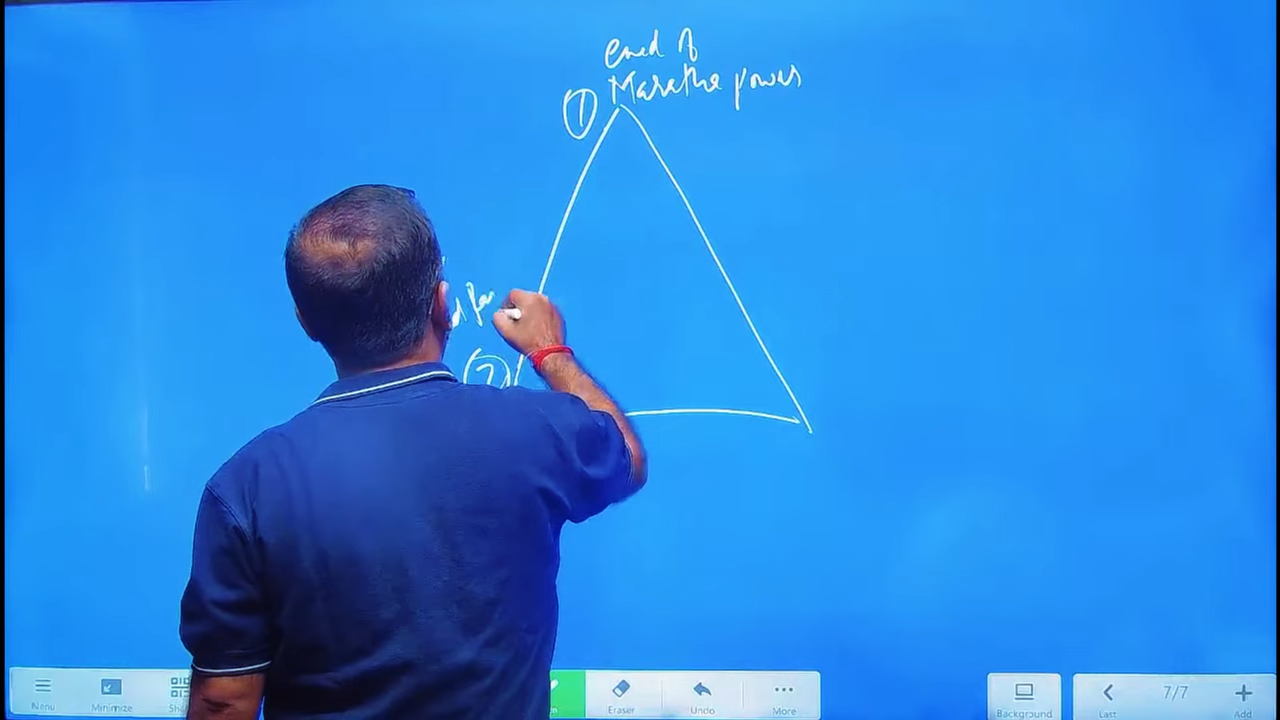 end of
① Maratha power
②
Menu
Minimize
Eraser
Undo
More
Background
Last
7/7
Add